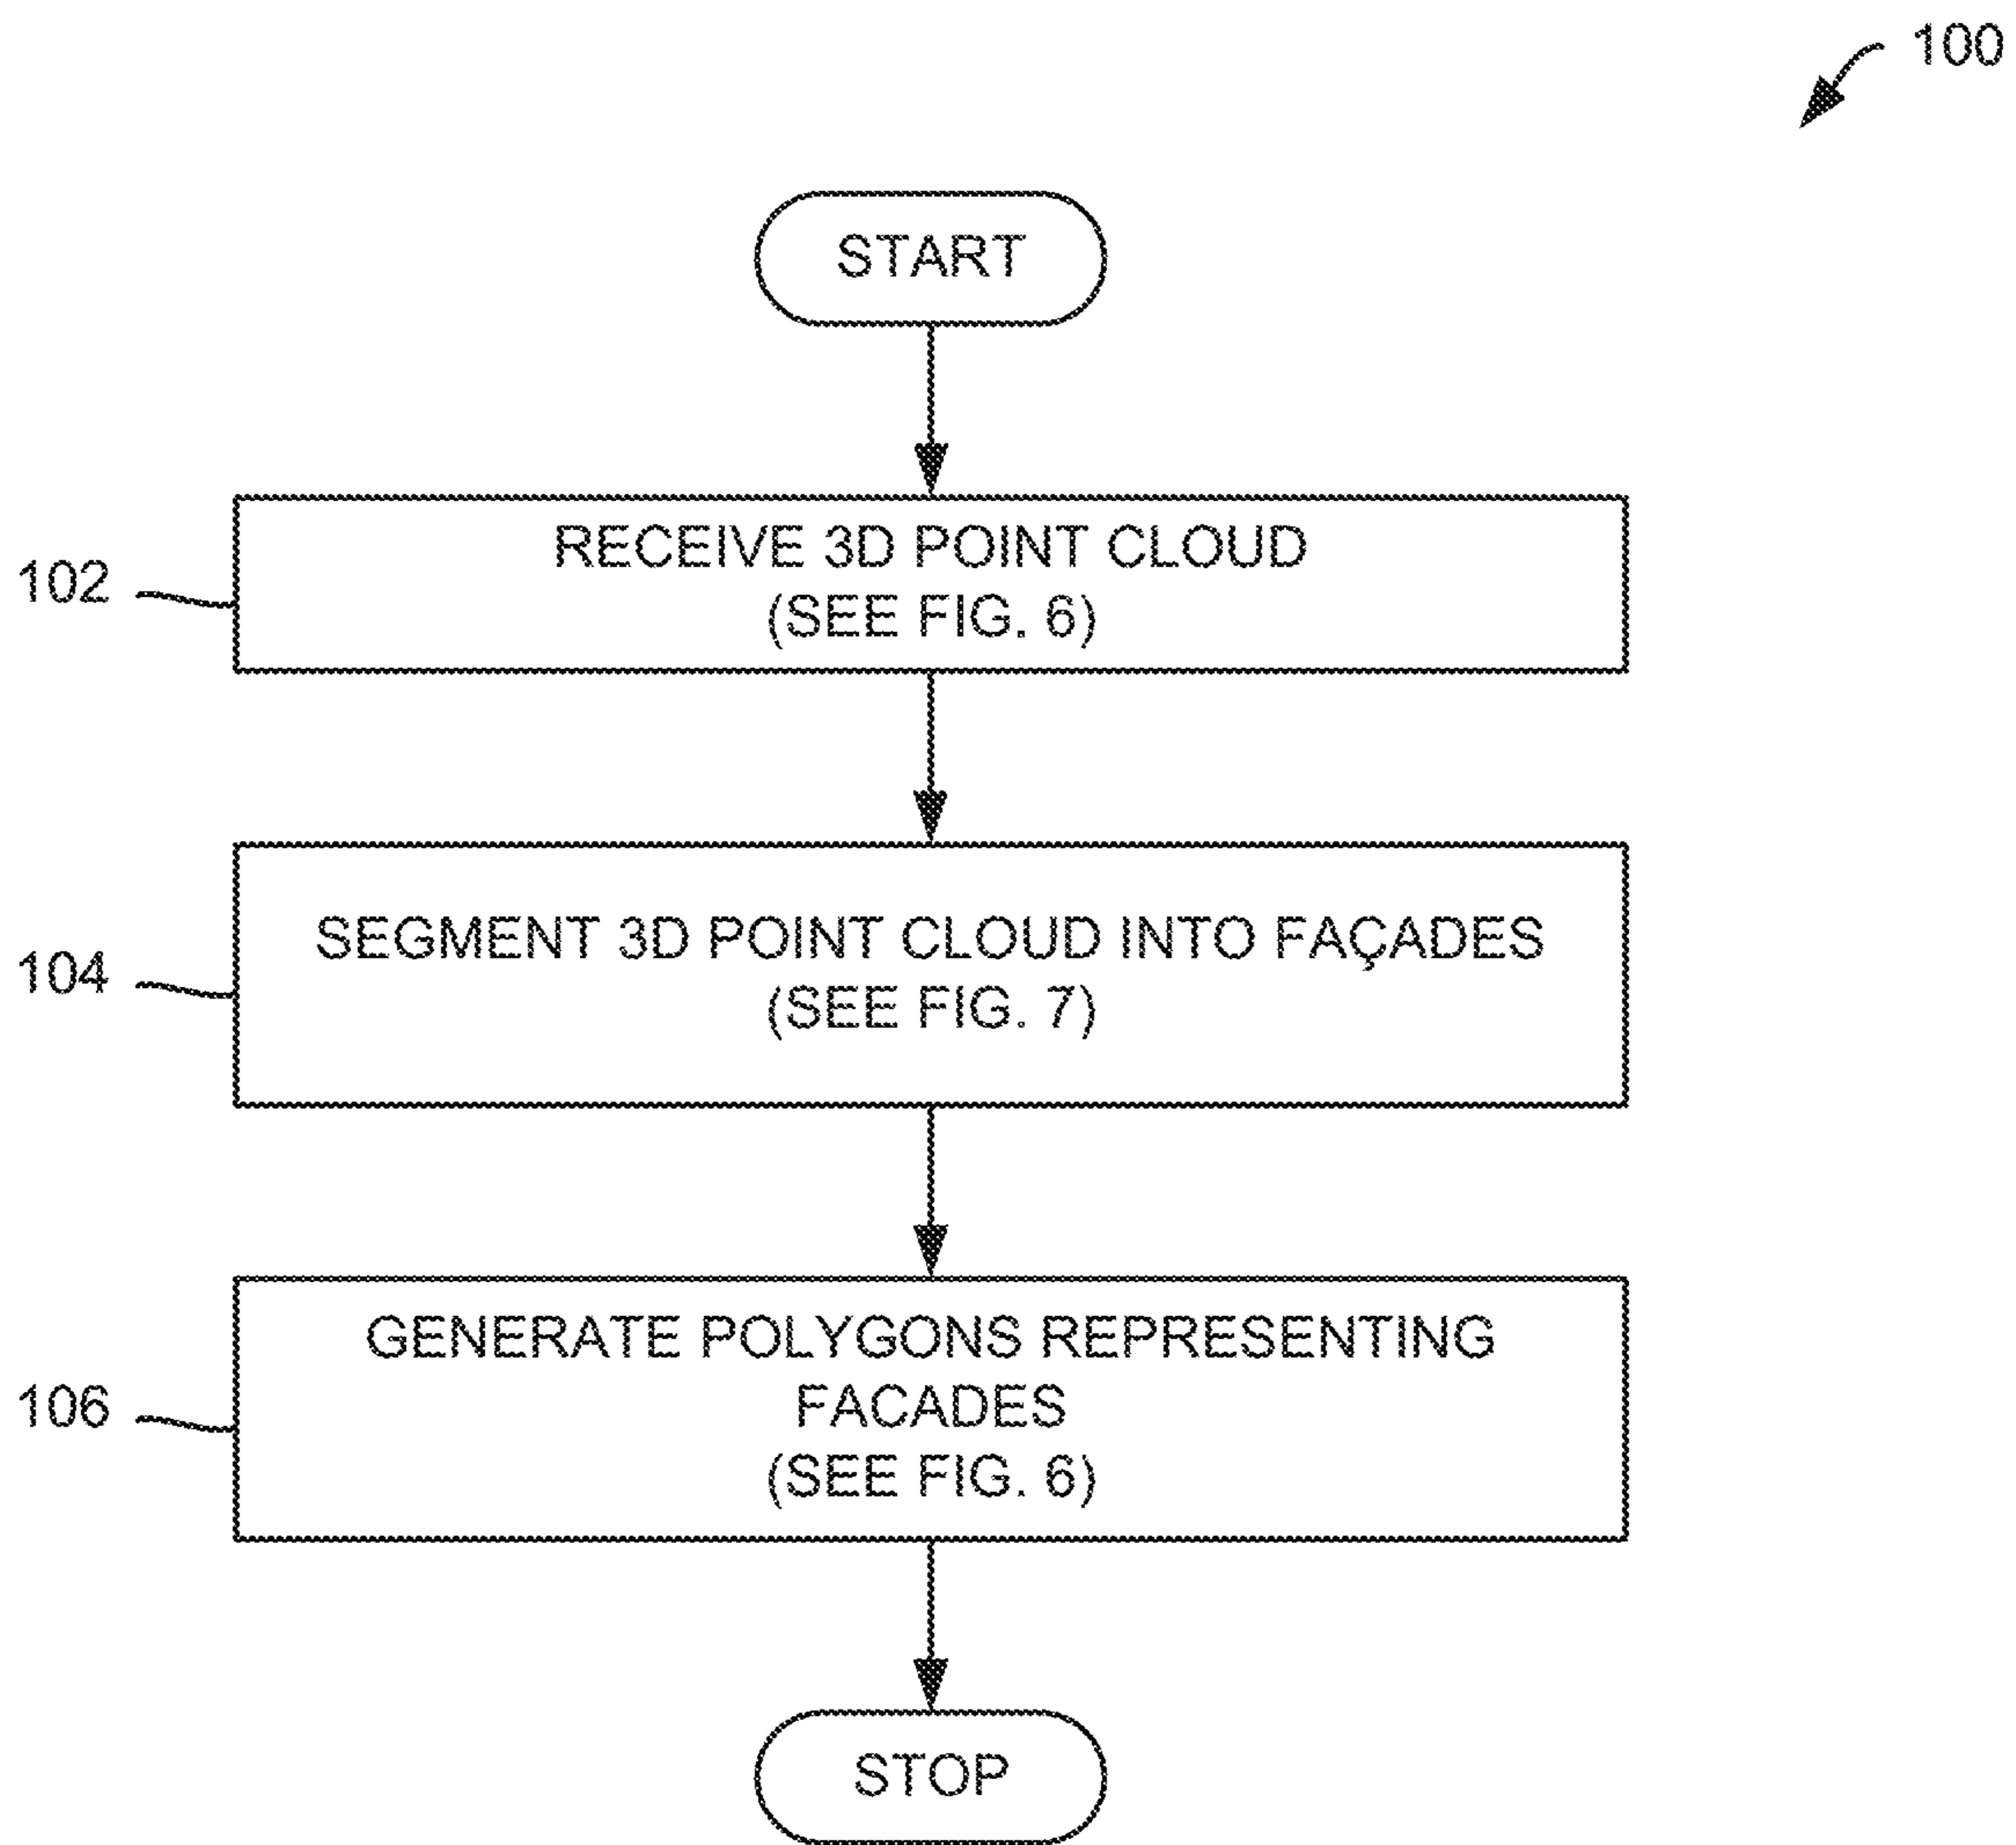 100
START
102
RECEIVE 3D POINT CLOUD
(SEE FIG. 6)
104
SEGMENT 3D POINT CLOUD INTO FAÇADES
(SEE FIG. 7)
106
GENERATE POLYGONS REPRESENTING
FACADES
(SEE FIG. 6)
STOP